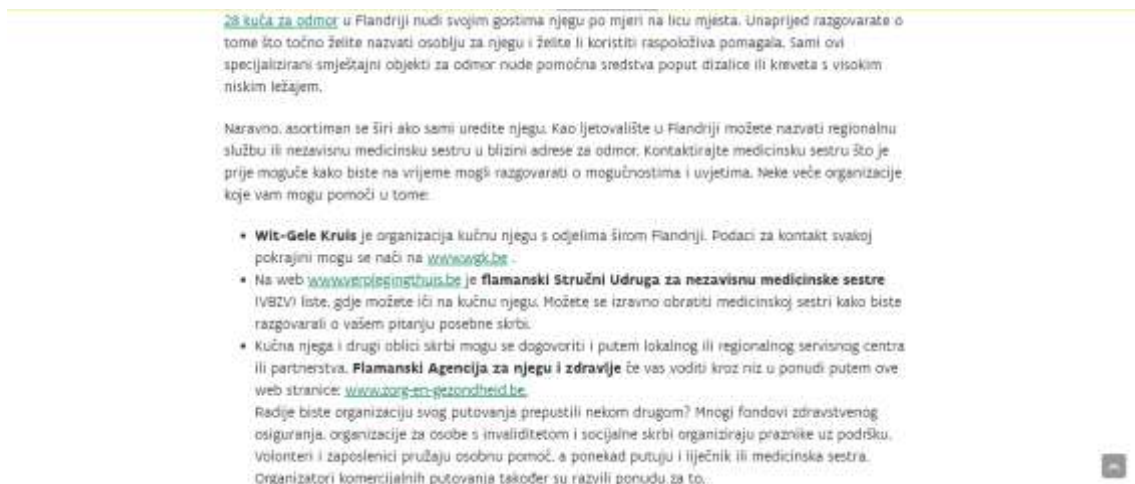 28 kuća za odmor u Flandriji nudi svojim gostima njegu po mjeri na licu mjesta. Unaprijed razgovarate o
tome što točno želite nazvati osoblju za njegu i želite li koristiti raspoloživa pomagala. Sami ovi
specijalizirani smještajni objekti za odmor nude pomoćna sredstva poput dizalice ili kreveta s visokim
niskim ležajem.
Naravno, asortiman se širi ako sami uredite njegu. Kao ljetovalište u Flandriji možete nazvati regionalnu
službu ili nezavisnu medicinsku sestru u blizini adrese za odmor. Kontaktirajte medicinsku sestru što je
prije moguće kako biste na vrijeme mogli razgovarati o mogućnostima i uvjetima. Neke veće organizacije
koje vam mogu pomoći u tome:
• Wit-Gele Kruis je organizacija kućnu njegu s odjelima širom Flandriji. Podaci za kontakt svakoj
pokrajini mogu se naći na www.wgk.be .
• Na web www.verplegingthuis.be je flamanski Stručni Udruga za nezavisnu medicinske sestre
(VBZV) liste, gdje možete ići na kućnu njegu. Možete se izravno obratiti medicinskoj sestri kako biste
razgovarali o vašem pitanju posebne skrbi.
• Kućna njega i drugi oblici skrbi mogu se dogovoriti i putem lokalnog ili regionalnog servisnog centra
ili partnerstva. Flamanski Agencija za njegu i zdravlje će vas voditi kroz niz u ponudi putem ove
web stranice: www.zorg-en-gezondheid.be.
Radije biste organizaciju svog putovanja prepustili nekom drugom? Mnogi fondovi zdravstvenog
osiguranja, organizacije za osobe s invaliditetom i socijalne skrbi organiziraju praznike uz podršku.
Volonteri i zaposlenici pružaju osobnu pomoć, a ponekad putuju i liječnik ili medicinska sestra.
Organizatori komercijalnih putovanja također su razvili ponudu za to.